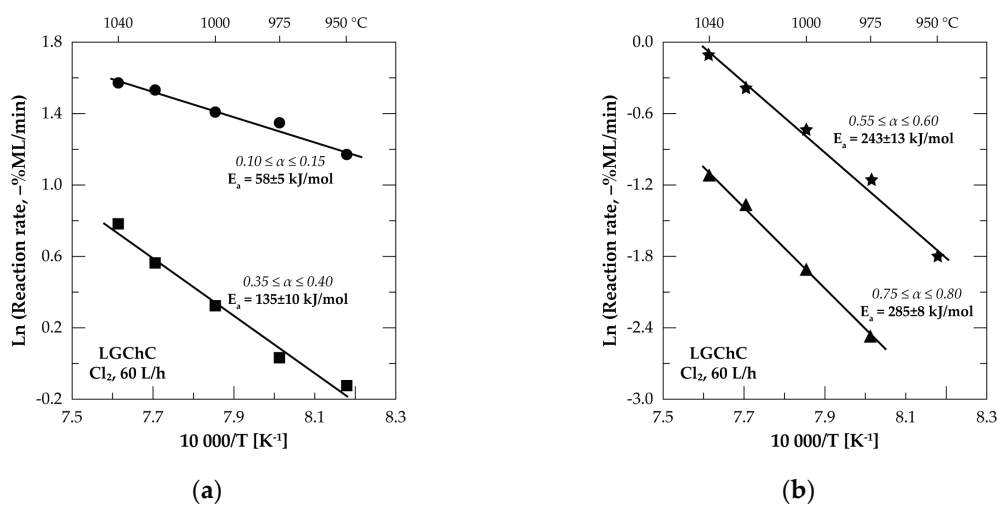 1040 1000 975 950 °C
1.8
1.4
1.0
0.6
0.2
-0.2
Ln (Reaction rate, –%ML/min)
0.10 ≤ α ≤ 0.15
Eₐ = 58±5 kJ/mol
0.35 ≤ α ≤ 0.40
Eₐ = 135±10 kJ/mol
LGChC
Cl₂, 60 L/h
7.5 7.7 7.9 8.1 8.3
10 000/T [K⁻¹]
(a)
1040 1000 975 950 °C
0.0
-0.6
-1.2
-1.8
-2.4
-3.0
Ln (Reaction rate, –%ML/min)
0.55 ≤ α ≤ 0.60
Eₐ = 243±13 kJ/mol
0.75 ≤ α ≤ 0.80
Eₐ = 285±8 kJ/mol
LGChC
Cl₂, 60 L/h
7.5 7.7 7.9 8.1 8.3
10 000/T [K⁻¹]
(b)